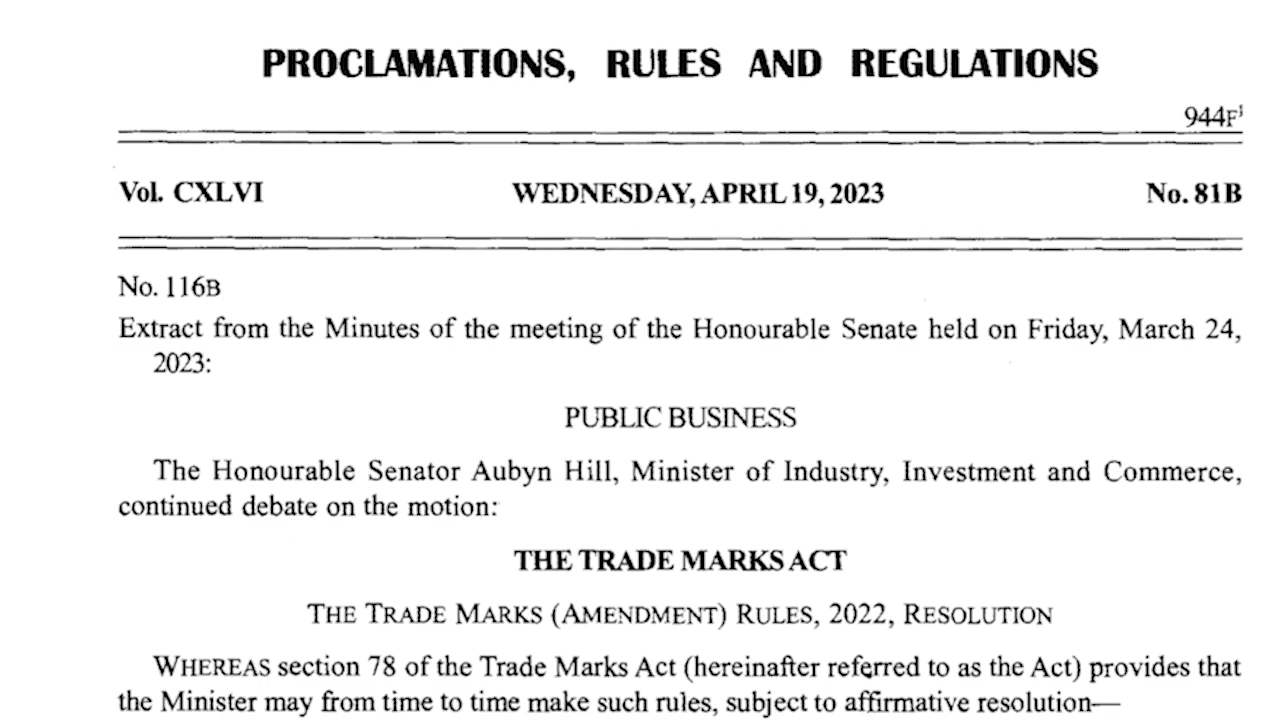 PROCLAMATIONS, RULES AND REGULATIONS
944F¹
Vol. CXLVI WEDNESDAY, APRIL 19, 2023 No. 81B
No. 116B
Extract from the Minutes of the meeting of the Honourable Senate held on Friday, March 24,
2023:
PUBLIC BUSINESS
The Honourable Senator Aubyn Hill, Minister of Industry, Investment and Commerce,
continued debate on the motion:
THE TRADE MARKS ACT
THE TRADE MARKS (AMENDMENT) RULES, 2022, RESOLUTION
WHEREAS section 78 of the Trade Marks Act (hereinafter referred to as the Act) provides that
the Minister may from time to time make such rules, subject to affirmative resolution—